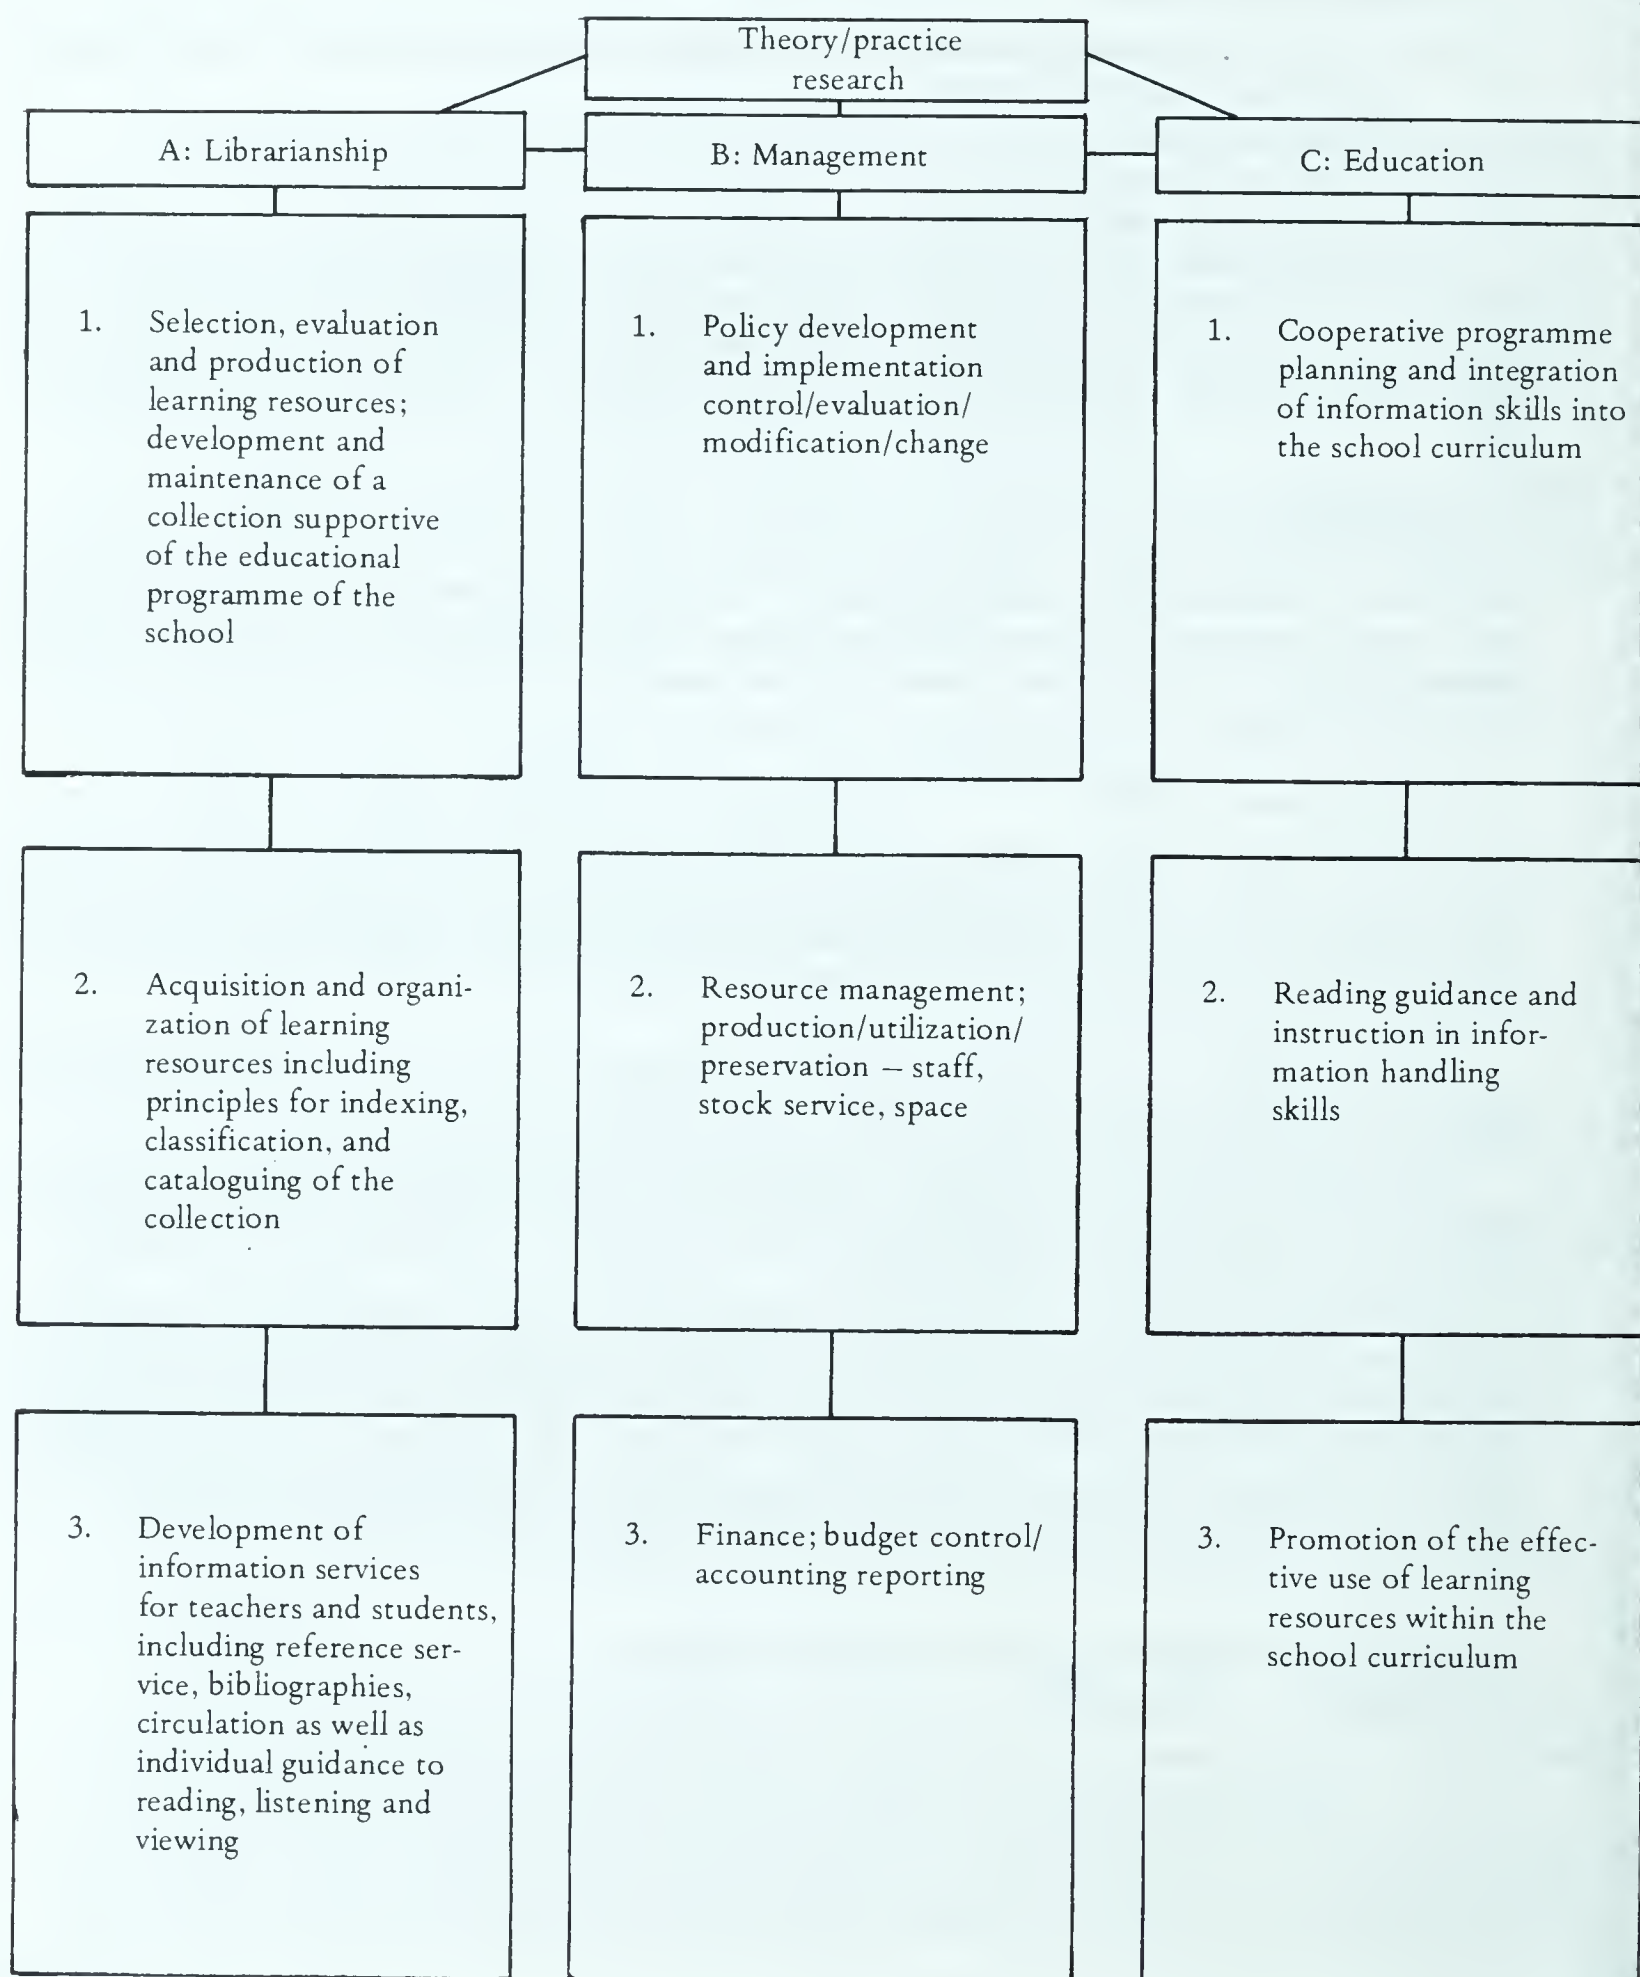 Theory/practice
research
A: Librarianship
B: Management
C: Education
1. Selection, evaluation
and production of
learning resources;
development and
maintenance of a
collection supportive
of the educational
programme of the
school
1. Policy development
and implementation
control/evaluation/
modification/change
1. Cooperative programme
planning and integration
of information skills into
the school curriculum
2. Acquisition and organi-
zation of learning
resources including
principles for indexing,
classification, and
cataloguing of the
collection
2. Resource management;
production/utilization/
preservation — staff,
stock service, space
2. Reading guidance and
instruction in infor-
mation handling
skills
3. Development of
information services
for teachers and students,
including reference ser-
vice, bibliographies,
circulation as well as
individual guidance to
reading, listening and
viewing
3. Finance; budget control/
accounting reporting
3. Promotion of the effec-
tive use of learning
resources within the
school curriculum